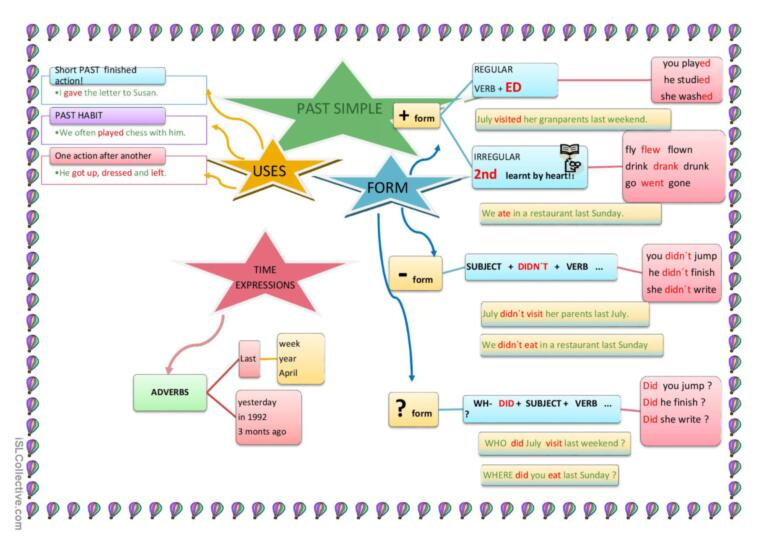 PAST SIMPLE
USES
Short PAST finished
action!
•I gave the letter to Susan.
PAST HABIT
•We often played chess with him.
One action after another
•He got up, dressed and left.
FORM
+ form
REGULAR
VERB + ED
you played
he studied
she washed
July visited her granparents last weekend.
IRREGULAR
2nd learnt by heart!!
fly flew flown
drink drank drunk
go went gone
We ate in a restaurant last Sunday.
- form
SUBJECT + DIDN´T + VERB ...
you didn´t jump
he didn´t finish
she didn´t write
July didn´t visit her parents last July.
We didn´t eat in a restaurant last Sunday
? form
WH- DID + SUBJECT + VERB ...
?
Did you jump ?
Did he finish ?
Did she write ?
WHO did July visit last weekend ?
WHERE did you eat last Sunday ?
TIME
EXPRESSIONS
ADVERBS
Last
week
year
April
yesterday
in 1992
3 monts ago
iSLCollective.com